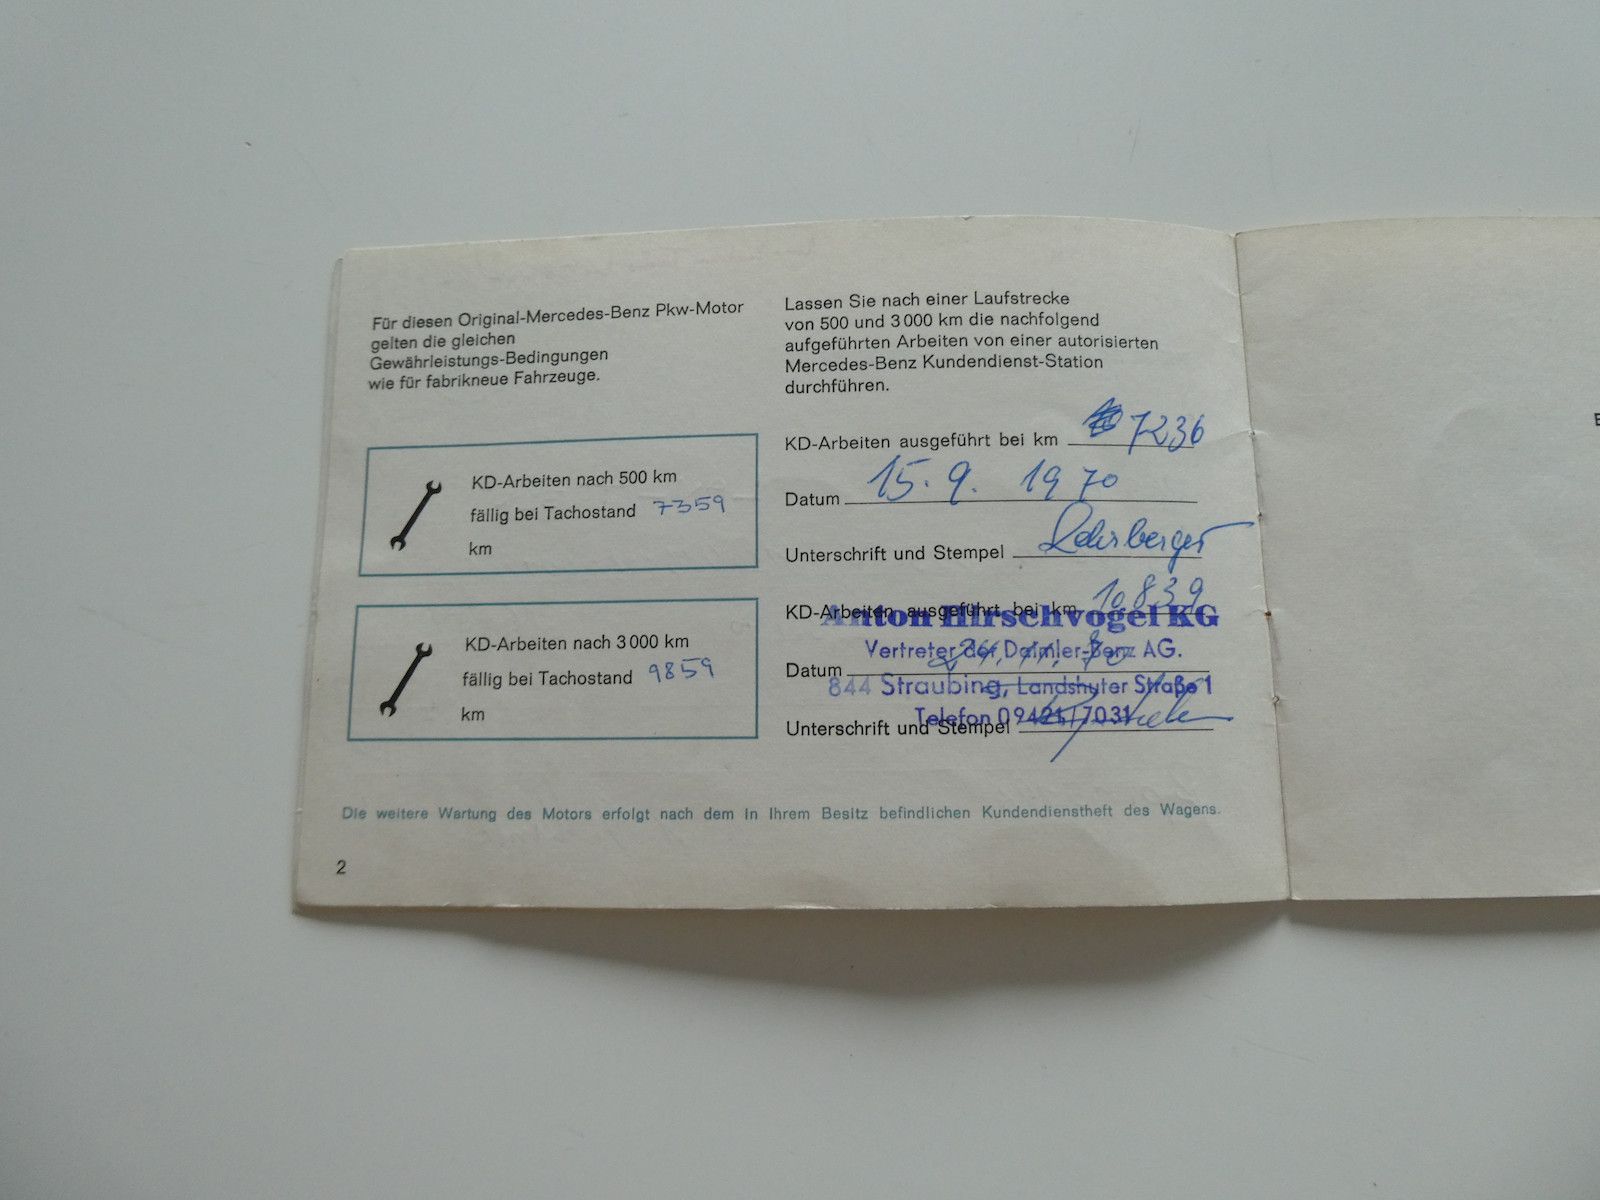 Für diesen Original-Mercedes-Benz Pkw-Motor
gelten die gleichen
Gewährleistungs-Bedingungen
wie für fabrikneue Fahrzeuge.
KD-Arbeiten nach 500 km
fällig bei Tachostand 7359
km
KD-Arbeiten nach 3 000 km
fällig bei Tachostand 9859
km
Lassen Sie nach einer Laufstrecke
von 500 und 3 000 km die nachfolgend
aufgeführten Arbeiten von einer autorisierten
Mercedes-Benz Kundendienst-Station
durchführen.
KD-Arbeiten ausgeführt bei km 7236
Datum 15. 9. 1970
Unterschrift und Stempel
KD-Arbeiten ausgeführt bei km 10839
Anton Hirschvogel KG
Vertreter der Daimler-Benz AG.
Datum
844 Straubing, Landshuter Straße 1
Telefon 09421/7031
Unterschrift und Stempel
Die weitere Wartung des Motors erfolgt nach dem in Ihrem Besitz befindlichen Kundendienstheft des Wagens.
2